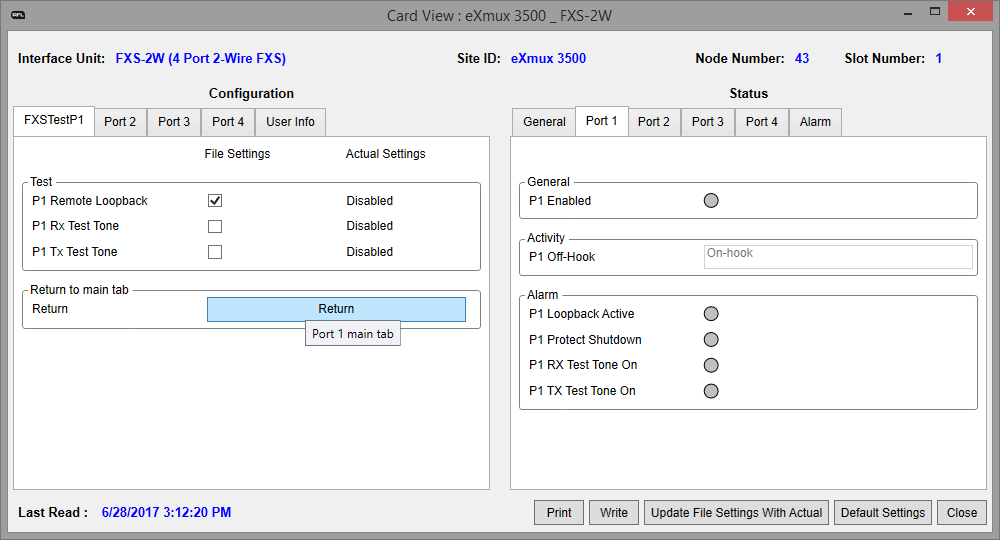 AFL
Card View : eXmux 3500 _ FXS-2W
Interface Unit: FXS-2W (4 Port 2-Wire FXS) Site ID: eXmux 3500 Node Number: 43 Slot Number: 1
Configuration
FXSTestP1 Port 2 Port 3 Port 4 User Info
File Settings Actual Settings
Test
P1 Remote Loopback Disabled
P1 Rx Test Tone Disabled
P1 Tx Test Tone Disabled
Return to main tab
Return Return
Port 1 main tab
Status
General Port 1 Port 2 Port 3 Port 4 Alarm
General
P1 Enabled
Activity
P1 Off-Hook On-hook
Alarm
P1 Loopback Active
P1 Protect Shutdown
P1 RX Test Tone On
P1 TX Test Tone On
Last Read : 6/28/2017 3:12:20 PM
Print Write Update File Settings With Actual Default Settings Close